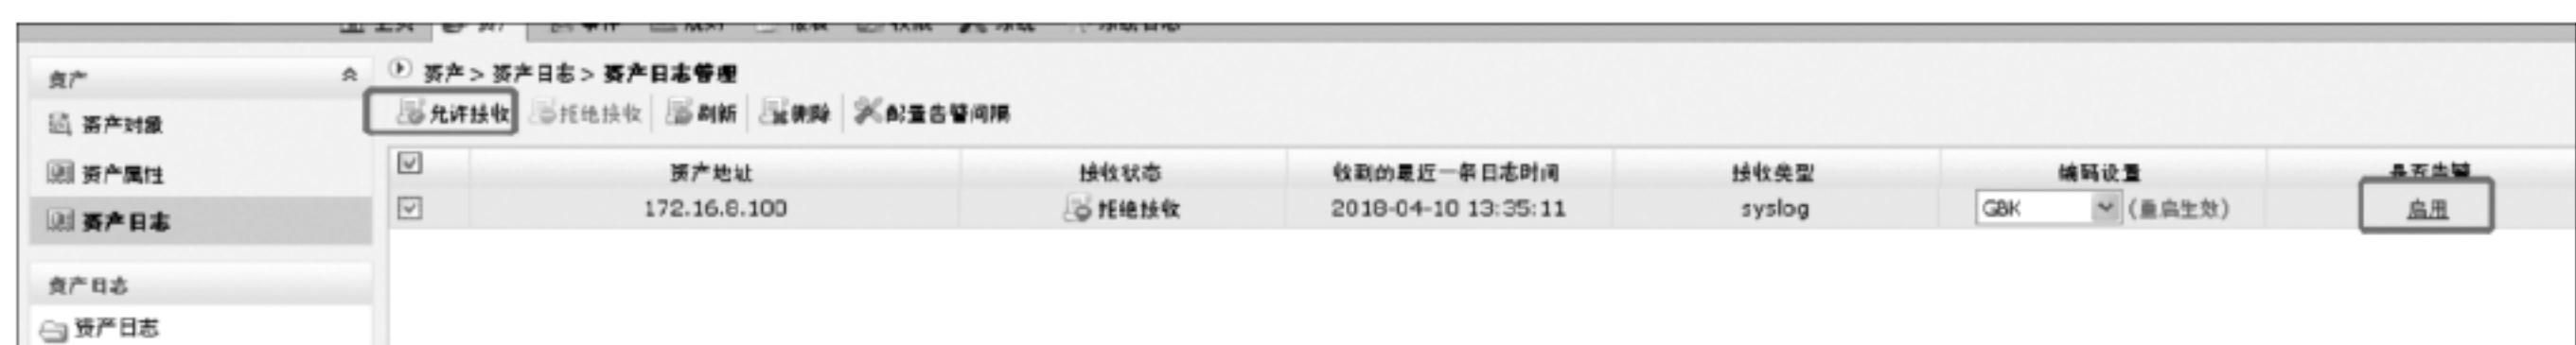 资产
资产 > 资产日志 > 资产日志管理
资产对象
允许接收 拒绝接收 刷新 删除 配置告警间隔
资产属性
资产地址 接收状态 收到的最近一条日志时间 接收类型 编码设置 是否告警
资产日志
172.16.8.100 拒绝接收 2018-04-10 13:35:11 syslog GBK (重启生效) 启用
资产日志
资产日志